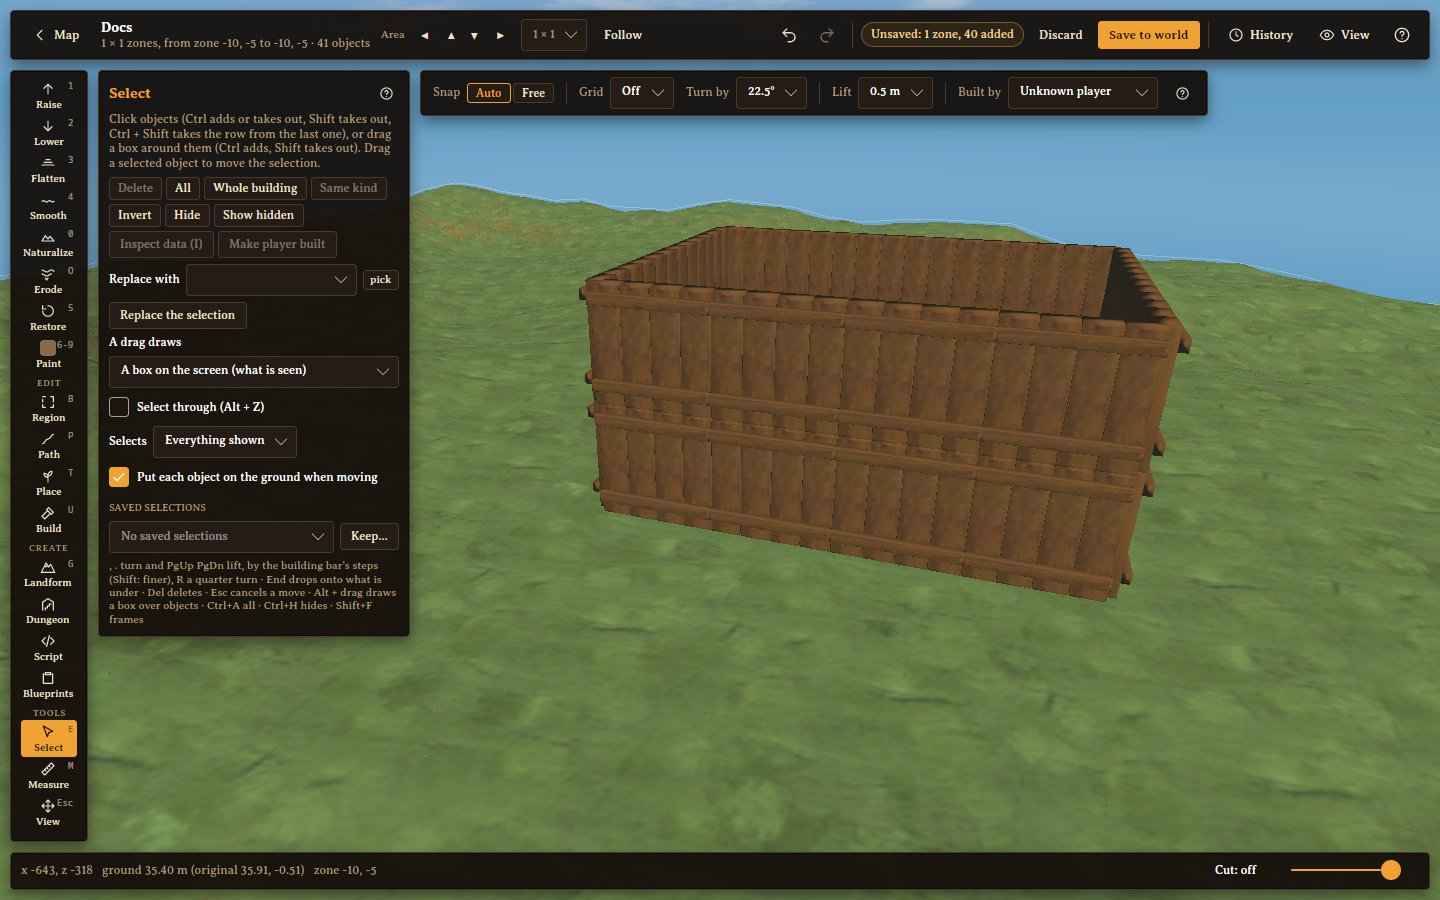 Map
Docs
1 × 1 zones, from zone -10, -5 to -10, -5 · 41 objects
Area
1 × 1
Follow
Unsaved: 1 zone, 40 added
Discard
Save to world
History
View
Raise 1
Lower 2
Flatten 3
Smooth 4
Naturalize 0
Erode O
Restore 5
Paint 6-9
EDIT
Region B
Path P
Place T
Build U
CREATE
Landform G
Dungeon
Script
Blueprints
TOOLS
Select E
Measure M
View Esc
Select
Click objects (Ctrl adds or takes out, Shift takes out,
Ctrl + Shift takes the row from the last one), or drag
a box around them (Ctrl adds, Shift takes out). Drag
a selected object to move the selection.
Delete All Whole building Same kind
Invert Hide Show hidden
Inspect data (I) Make player built
Replace with pick
Replace the selection
A drag draws
A box on the screen (what is seen)
Select through (Alt + Z)
Selects Everything shown
Put each object on the ground when moving
SAVED SELECTIONS
No saved selections Keep...
, . turn and PgUp PgDn lift, by the building bar's steps
(Shift: finer), R a quarter turn · End drops onto what is
under · Del deletes · Esc cancels a move · Alt + drag draws
a box over objects · Ctrl+A all · Ctrl+H hides · Shift+F
frames
Snap Auto Free Grid Off Turn by 22.5° Lift 0.5 m Built by Unknown player
x -643, z -318 ground 35.40 m (original 35.91, -0.51) zone -10, -5
Cut: off